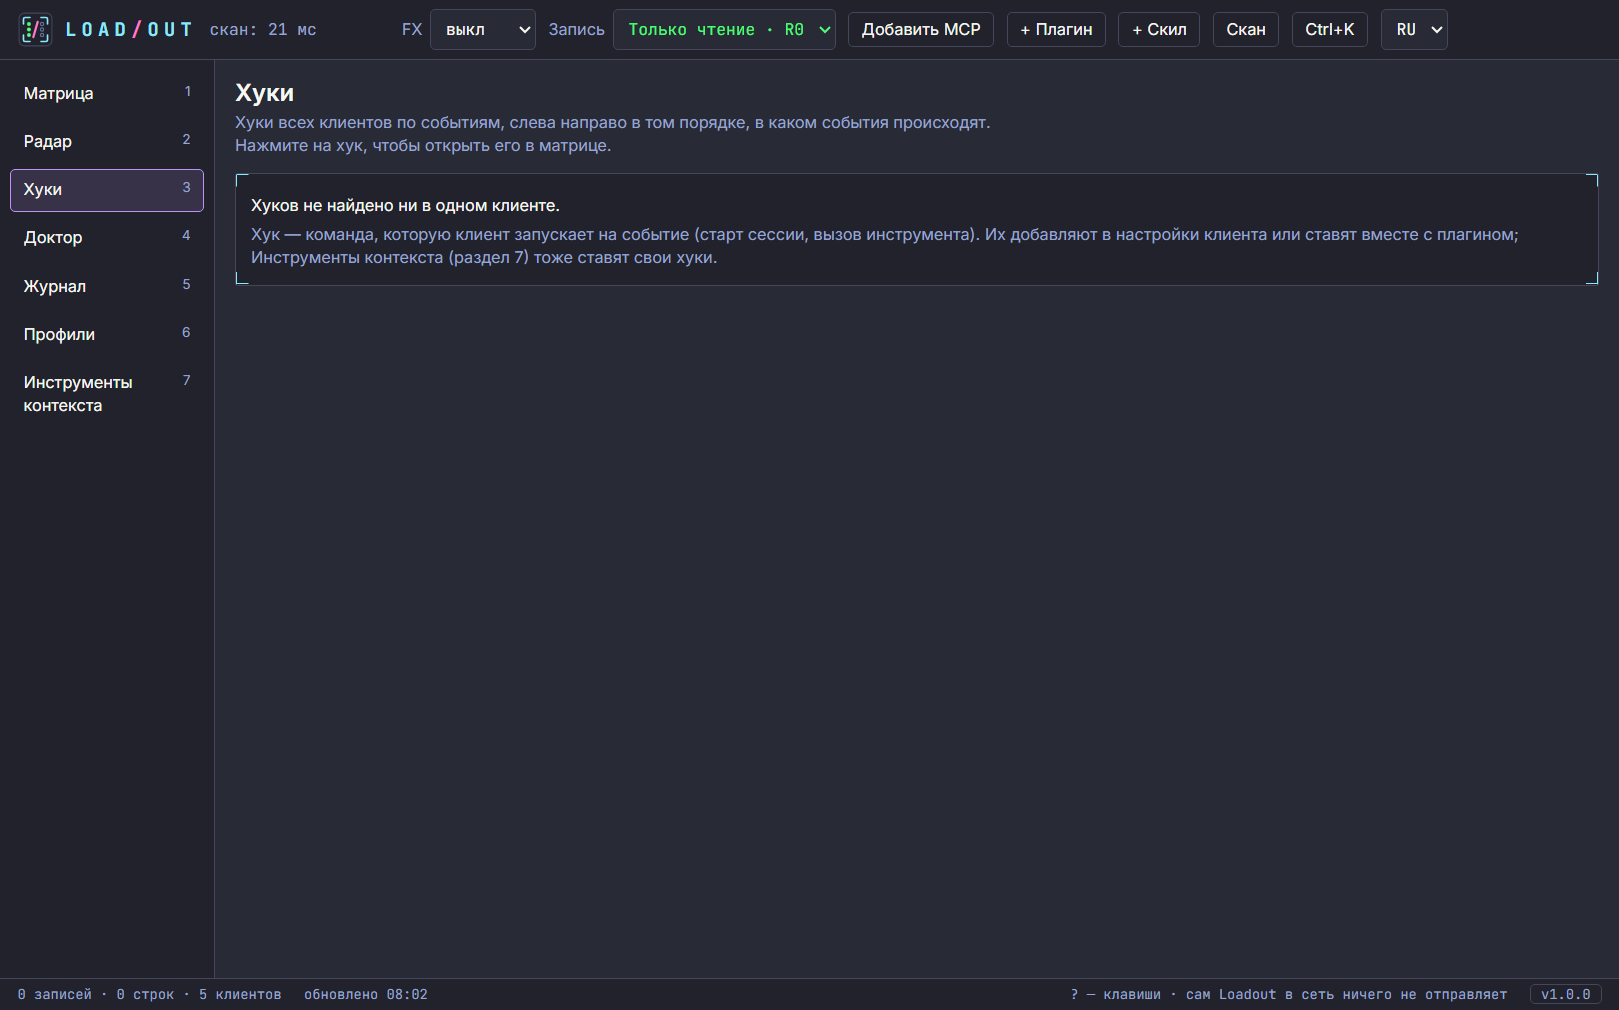 LOAD/OUT скан: 21 мс FX выкл Запись Только чтение · R0 Добавить MCP + Плагин + Скил Скан Ctrl+K RU
Матрица 1
Радар 2
Хуки 3
Доктор 4
Журнал 5
Профили 6
Инструменты 7
контекста
Хуки
Хуки всех клиентов по событиям, слева направо в том порядке, в каком события происходят.
Нажмите на хук, чтобы открыть его в матрице.
Хуков не найдено ни в одном клиенте.
Хук — команда, которую клиент запускает на событие (старт сессии, вызов инструмента). Их добавляют в настройки клиента или ставят вместе с плагином;
Инструменты контекста (раздел 7) тоже ставят свои хуки.
0 записей · 0 строк · 5 клиентов обновлено 08:02 ? — клавиши · сам Loadout в сеть ничего не отправляет v1.0.0